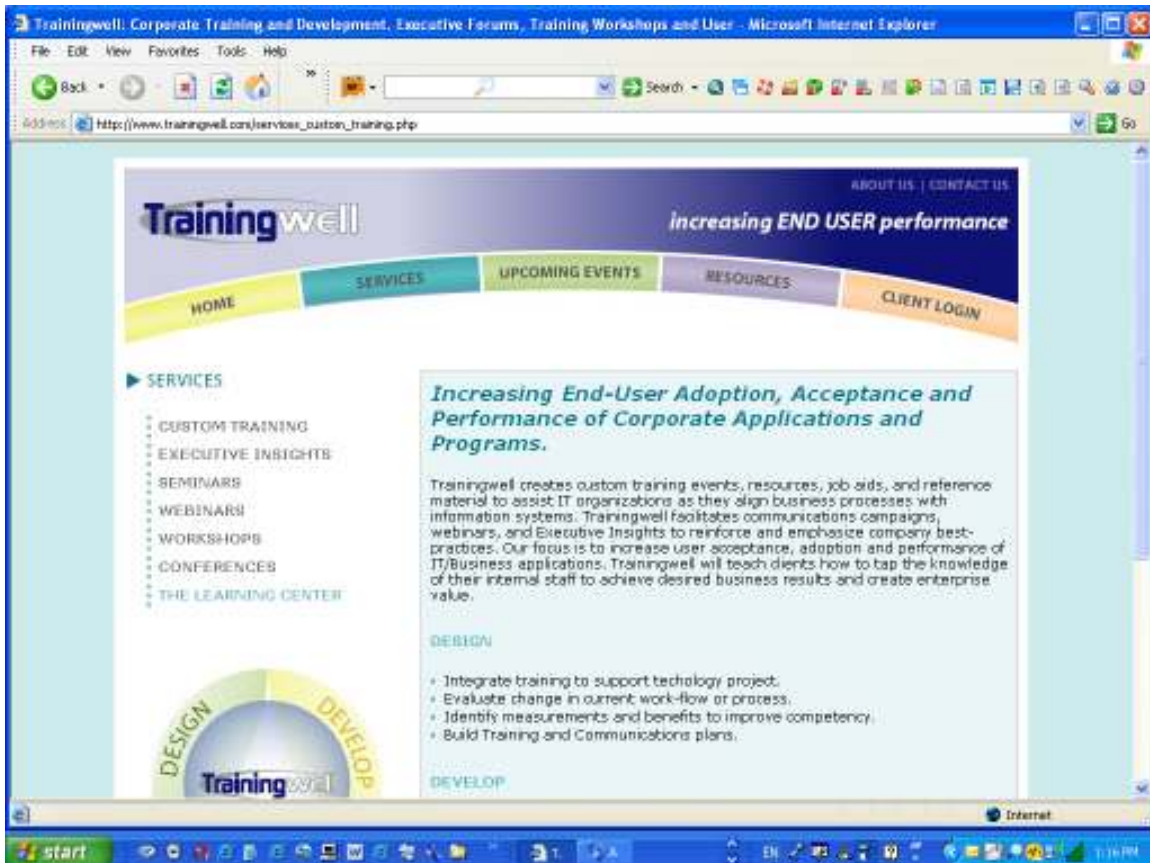 Trainingwell: Corporate Training and Development, Executive Forums, Training Workshops and User - Microsoft Internet Explorer
File Edit View Favorites Tools Help
Back
Search
Address http://www.trainingwell.com/services_custom_training.php Go
ABOUT US | CONTACT US
Trainingwell
increasing END USER performance
HOME
SERVICES
UPCOMING EVENTS
RESOURCES
CLIENT LOGIN
SERVICES
CUSTOM TRAINING
EXECUTIVE INSIGHTS
SEMINARS
WEBINARS
WORKSHOPS
CONFERENCES
THE LEARNING CENTER
DESIGN
DEVELOP
Trainingwell
Increasing End-User Adoption, Acceptance and
Performance of Corporate Applications and
Programs.
Trainingwell creates custom training events, resources, job aids, and reference
material to assist IT organizations as they align business processes with
information systems. Trainingwell facilitates communications campaigns,
webinars, and Executive Insights to reinforce and emphasize company best-
practices. Our focus is to increase user acceptance, adoption and performance of
IT/Business applications. Trainingwell will teach clients how to tap the knowledge
of their internal staff to achieve desired business results and create enterprise
value.
DESIGN
Integrate training to support techology project.
Evaluate change in current work-flow or process.
Identify measurements and benefits to improve competency.
Build Training and Communications plans.
DEVELOP
Internet
start
EN